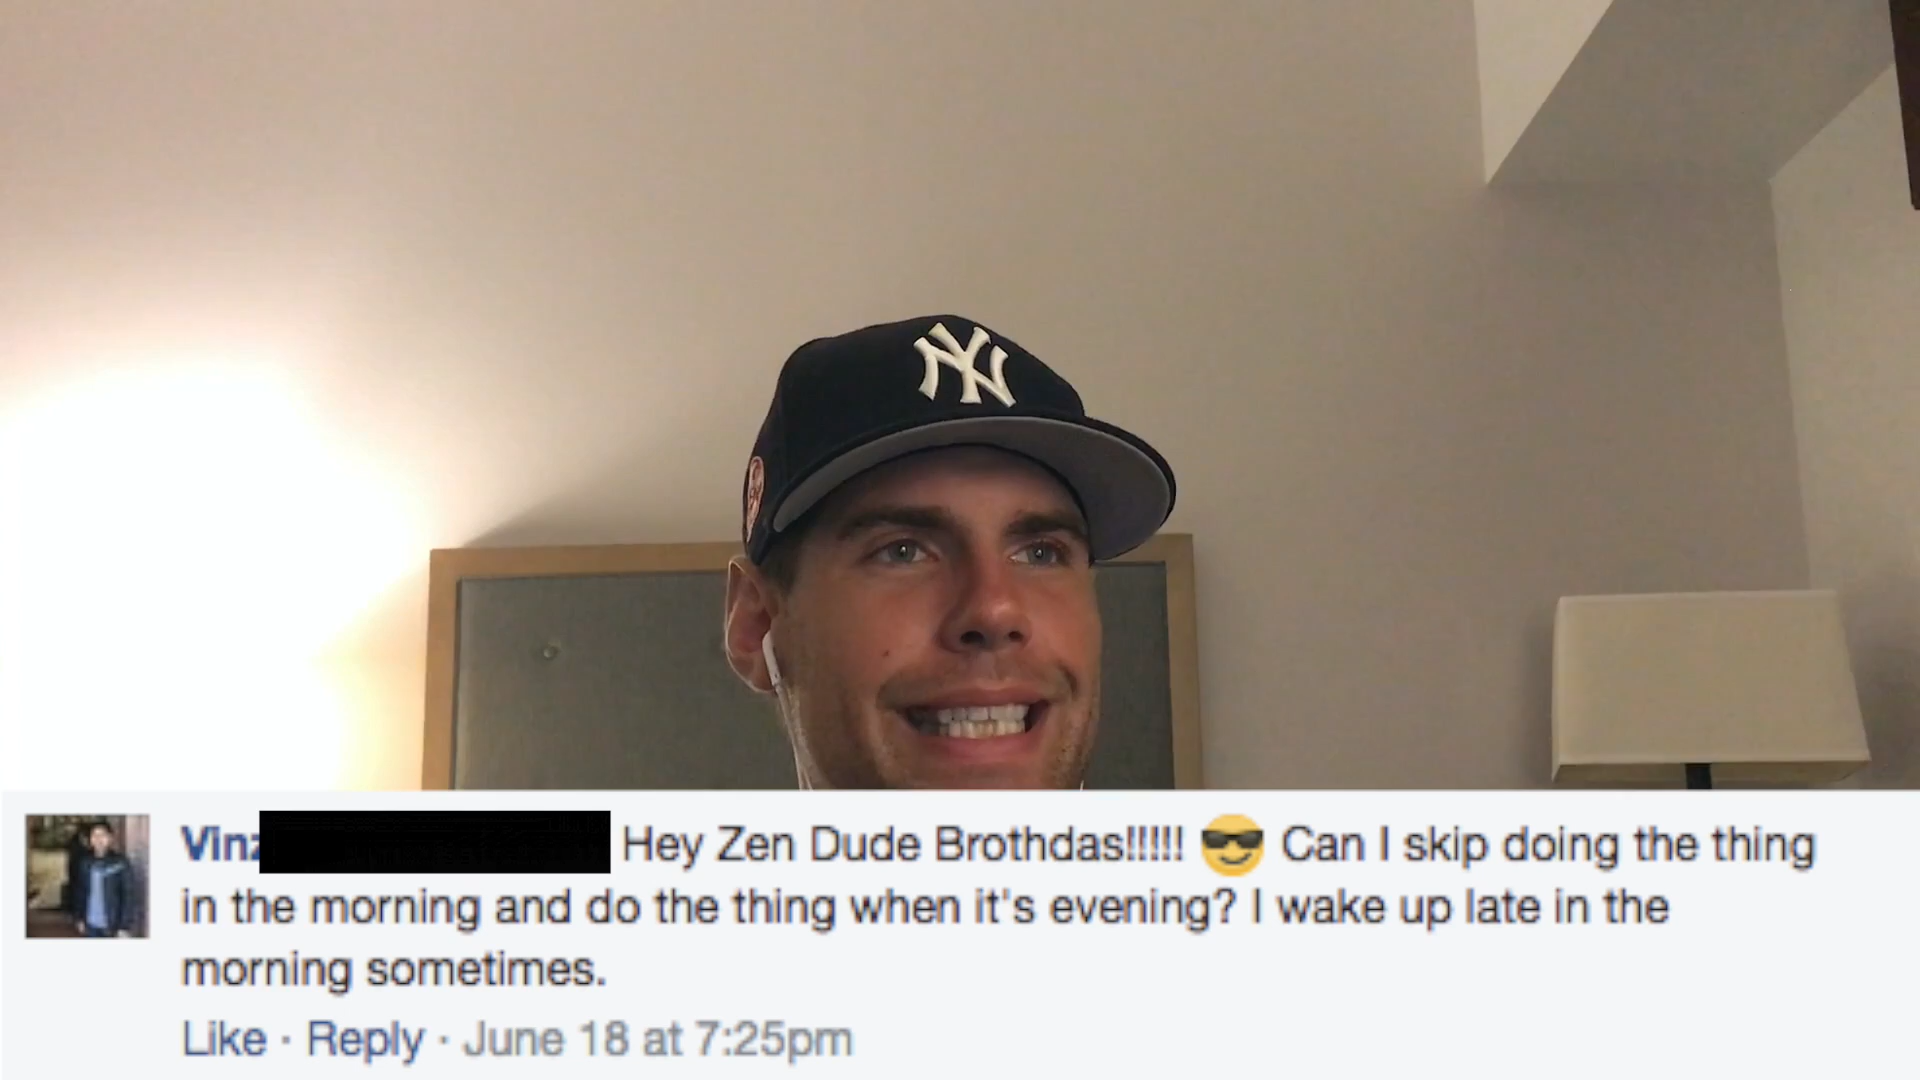 NY
Vinz Hey Zen Dude Brothdas!!!!! 😎 Can I skip doing the thing
in the morning and do the thing when it's evening? I wake up late in the
morning sometimes.
Like · Reply · June 18 at 7:25pm